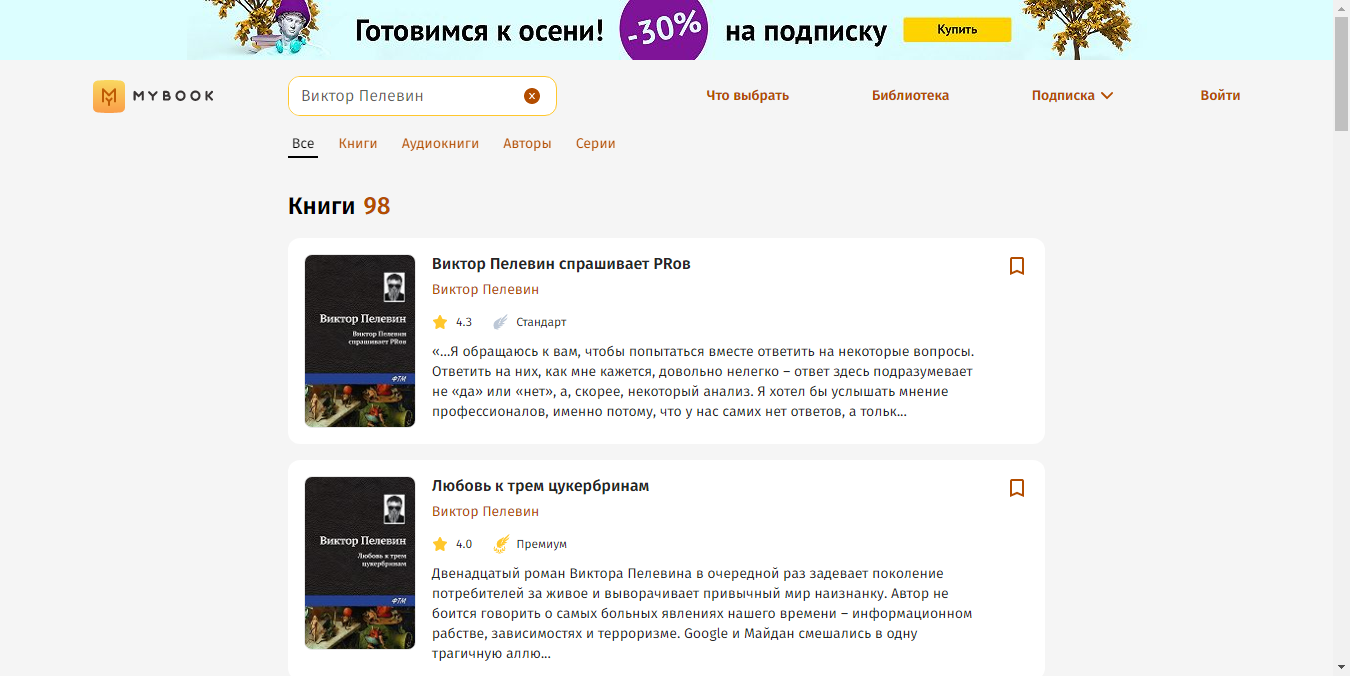 Готовимся к осени! -30% на подписку Купить
MYBOOK
Виктор Пелевин
Что выбрать
Библиотека
Подписка
Войти
Все
Книги
Аудиокниги
Авторы
Серии
Книги 98
Виктор Пелевин
Виктор Пелевин
спрашивает PRов
ФТМ
Виктор Пелевин спрашивает PRов
Виктор Пелевин
4.3
Стандарт
«…Я обращаюсь к вам, чтобы попытаться вместе ответить на некоторые вопросы.
Ответить на них, как мне кажется, довольно нелегко – ответ здесь подразумевает
не «да» или «нет», а, скорее, некоторый анализ. Я хотел бы услышать мнение
профессионалов, именно потому, что у нас самих нет ответов, а тольк…
Виктор Пелевин
Любовь к трем
цукербринам
ФТМ
Любовь к трем цукербринам
Виктор Пелевин
4.0
Премиум
Двенадцатый роман Виктора Пелевина в очередной раз задевает поколение
потребителей за живое и выворачивает привычный мир наизнанку. Автор не
боится говорить о самых больных явлениях нашего времени – информационном
рабстве, зависимостях и терроризме. Google и Майдан смешались в одну
трагичную аллю…